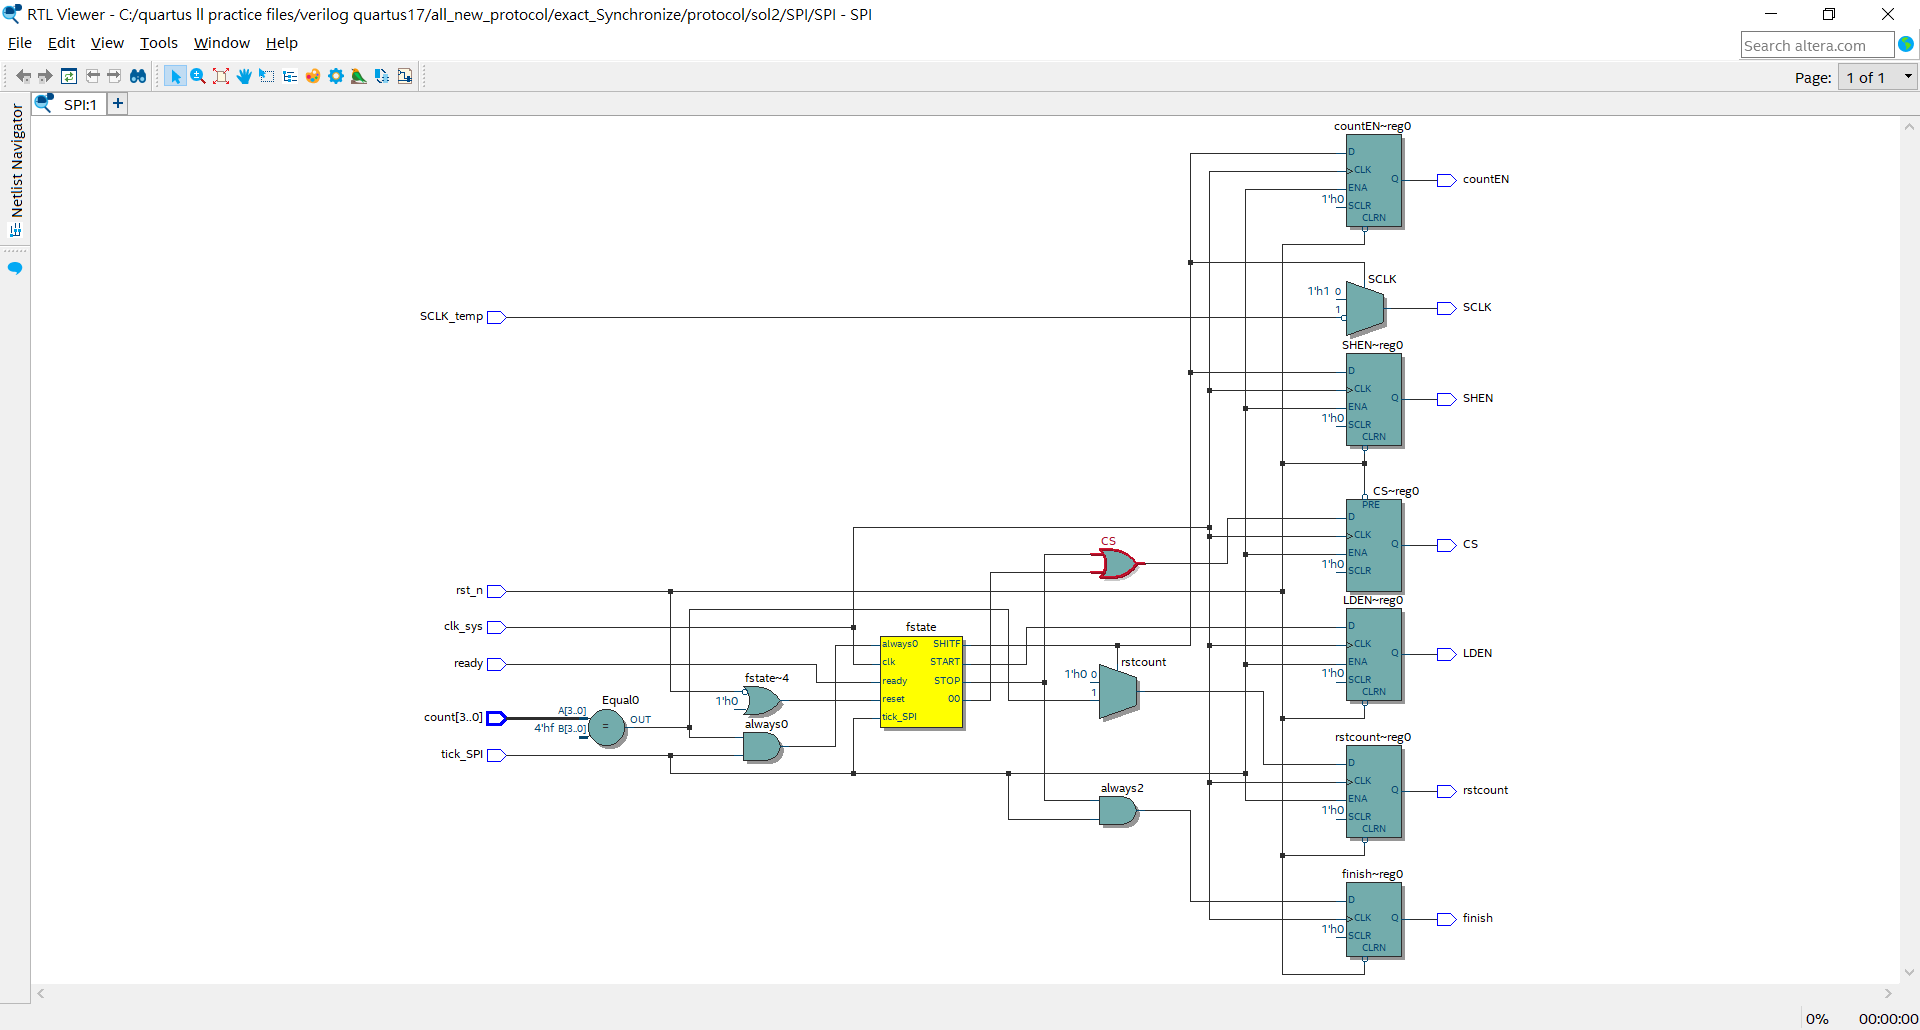 RTL Viewer - C:/quartus ll practice files/verilog quartus17/all_new_protocol/exact_Synchronize/protocol/sol2/SPI/SPI - SPI
File Edit View Tools Window Help
Search altera.com
Page: 1 of 1
Netlist Navigator
SPI:1
countEN~reg0
D
CLK
ENA
1'h0
SCLR
CLRN
Q
countEN
SCLK
1'h1 0
1
SCLK
SCLK_temp
SHEN~reg0
D
CLK
ENA
1'h0
SCLR
CLRN
Q
SHEN
CS~reg0
PRE
D
CLK
ENA
1'h0
SCLR
Q
CS
CS
rst_n
clk_sys
ready
count[3..0]
tick_SPI
Equal0
A[3..0]
4'hf B[3..0]
=
OUT
fstate~4
1'h0
always0
fstate
always0 SHITF
clk START
ready STOP
reset 00
tick_SPI
rstcount
1'h0 0
1
always2
LDEN~reg0
D
CLK
ENA
1'h0
SCLR
CLRN
Q
LDEN
rstcount~reg0
D
CLK
ENA
1'h0
SCLR
CLRN
Q
rstcount
finish~reg0
D
CLK
1'h0
SCLR
CLRN
Q
finish
0% 00:00:00